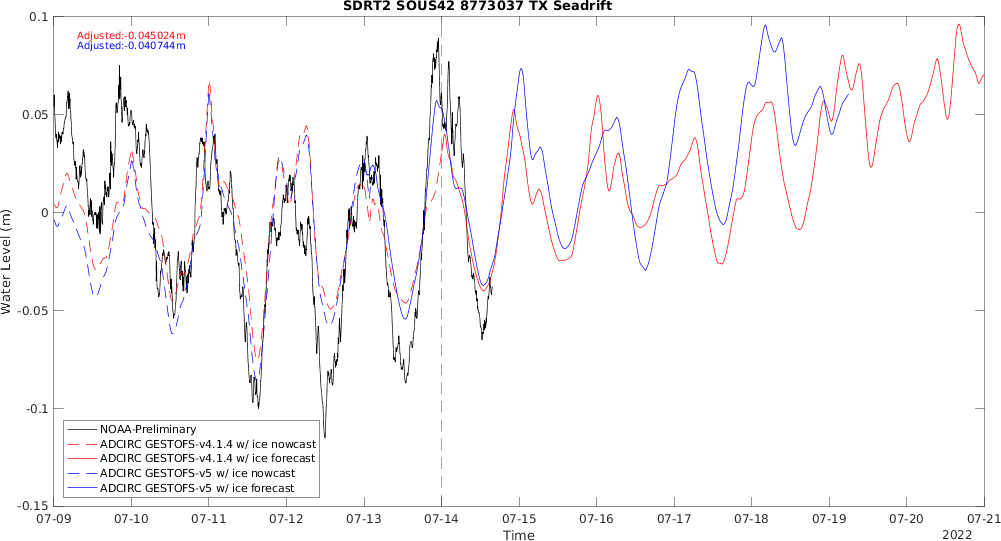 SDRT2 SOUS42 8773037 TX Seadrift
Adjusted:-0.045024m
Adjusted:-0.040744m
Water Level (m)
0.1
0.05
0
-0.05
-0.1
-0.15
NOAA-Preliminary
ADCIRC GESTOFS-v4.1.4 w/ ice nowcast
ADCIRC GESTOFS-v4.1.4 w/ ice forecast
ADCIRC GESTOFS-v5 w/ ice nowcast
ADCIRC GESTOFS-v5 w/ ice forecast
07-09 07-10 07-11 07-12 07-13 07-14 07-15 07-16 07-17 07-18 07-19 07-20 07-21
Time
2022